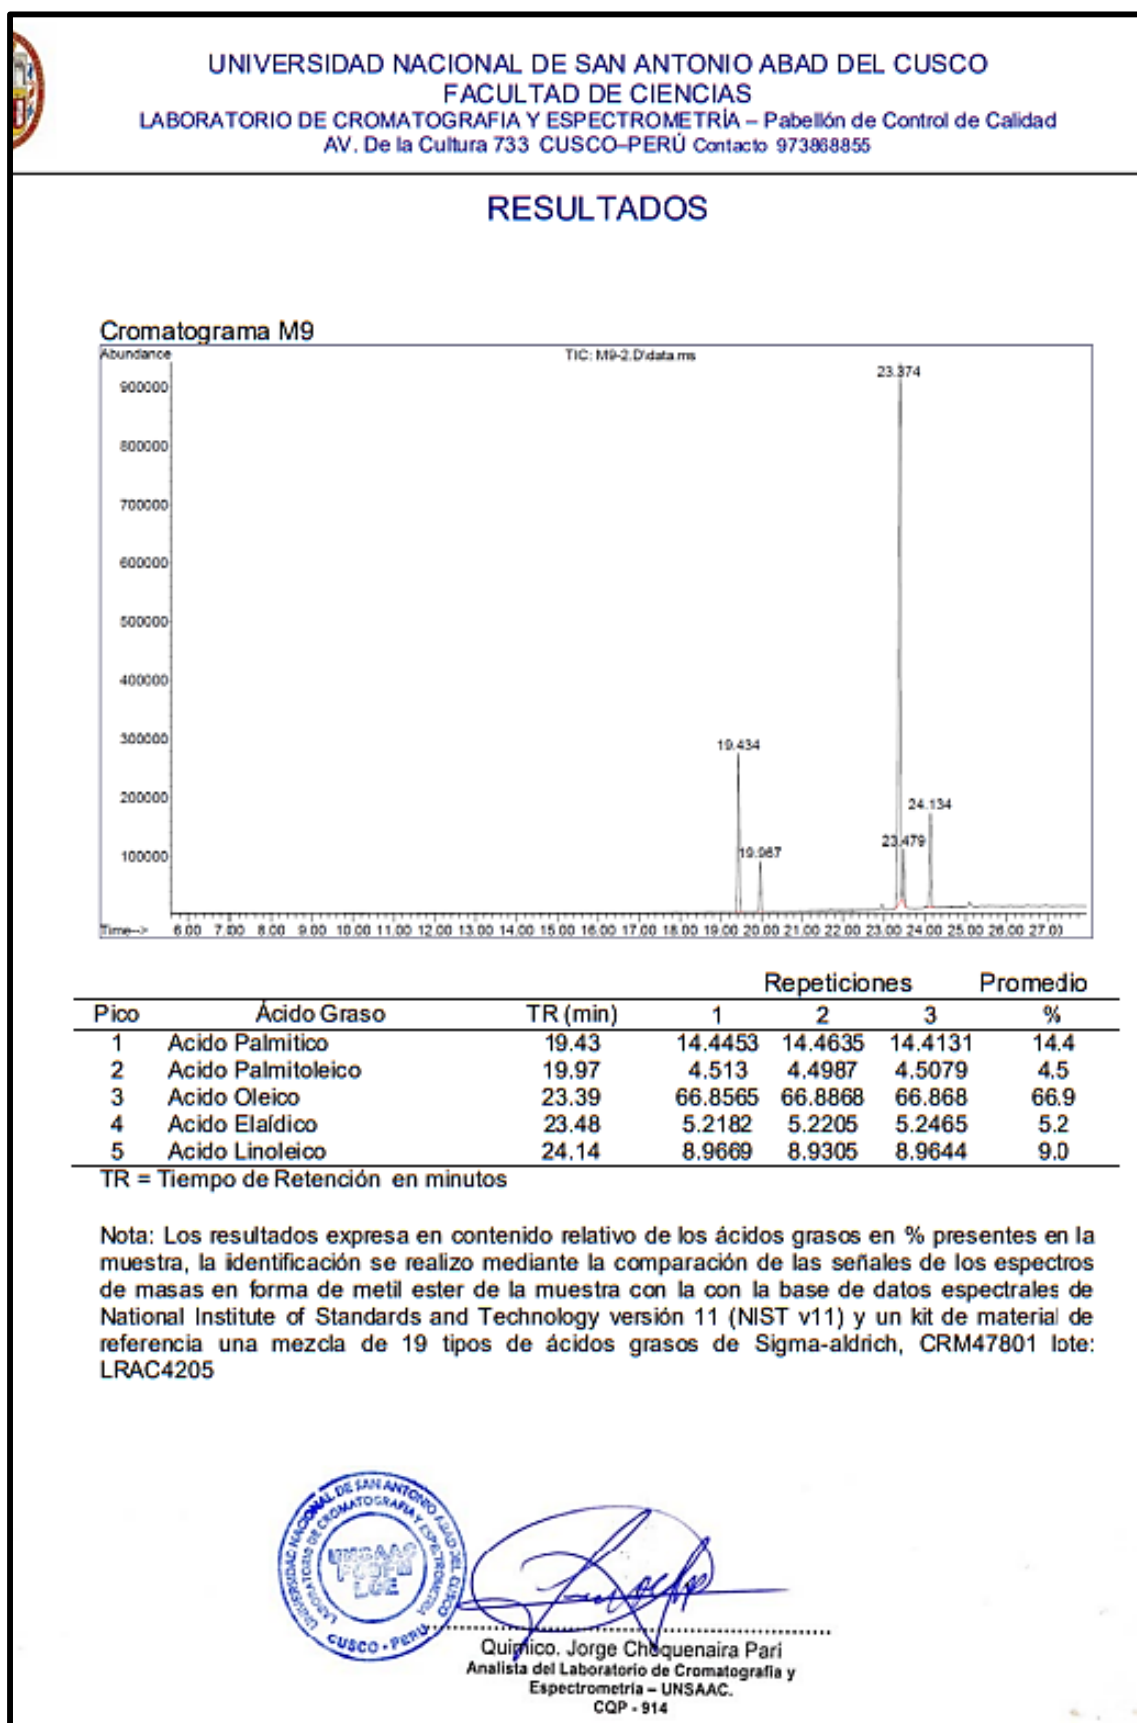 UNIVERSIDAD NACIONAL DE SAN ANTONIO ABAD DEL CUSCO
FACULTAD DE CIENCIAS
LABORATORIO DE CROMATOGRAFIA Y ESPECTROMETRÍA – Pabellón de Control de Calidad
AV. De la Cultura 733 CUSCO–PERÚ Contacto 973868855
RESULTADOS
Cromatograma M9
Abundance
TIC: M9-2.D\data.ms
900000
800000
700000
600000
500000
400000
300000
200000
100000
23.374
19.434
24.134
23.479
19.967
Time--> 6.00 7.00 8.00 9.00 10.00 11.00 12.00 13.00 14.00 15.00 16.00 17.00 18.00 19.00 20.00 21.00 22.00 23.00 24.00 25.00 26.00 27.00
Repeticiones Promedio
Pico Ácido Graso TR (min) 1 2 3 %
1 Acido Palmitico 19.43 14.4453 14.4635 14.4131 14.4
2 Acido Palmitoleico 19.97 4.513 4.4987 4.5079 4.5
3 Acido Oleico 23.39 66.8565 66.8868 66.868 66.9
4 Acido Elaídico 23.48 5.2182 5.2205 5.2465 5.2
5 Acido Linoleico 24.14 8.9669 8.9305 8.9644 9.0
TR = Tiempo de Retención en minutos
Nota: Los resultados expresa en contenido relativo de los ácidos grasos en % presentes en la
muestra, la identificación se realizo mediante la comparación de las señales de los espectros
de masas en forma de metil ester de la muestra con la con la base de datos espectrales de
National Institute of Standards and Technology versión 11 (NIST v11) y un kit de material de
referencia una mezcla de 19 tipos de ácidos grasos de Sigma-aldrich, CRM47801 lote:
LRAC4205
UNIVERSIDAD NACIONAL DE SAN ANTONIO ABAD DEL CUSCO
LABORATORIO DE CROMATOGRAFIA Y ESPECTROMETRIA
CUSCO - PERÚ
Químico. Jorge Choquenaira Pari
Analista del Laboratorio de Cromatografía y
Espectrometría – UNSAAC.
CQP - 914